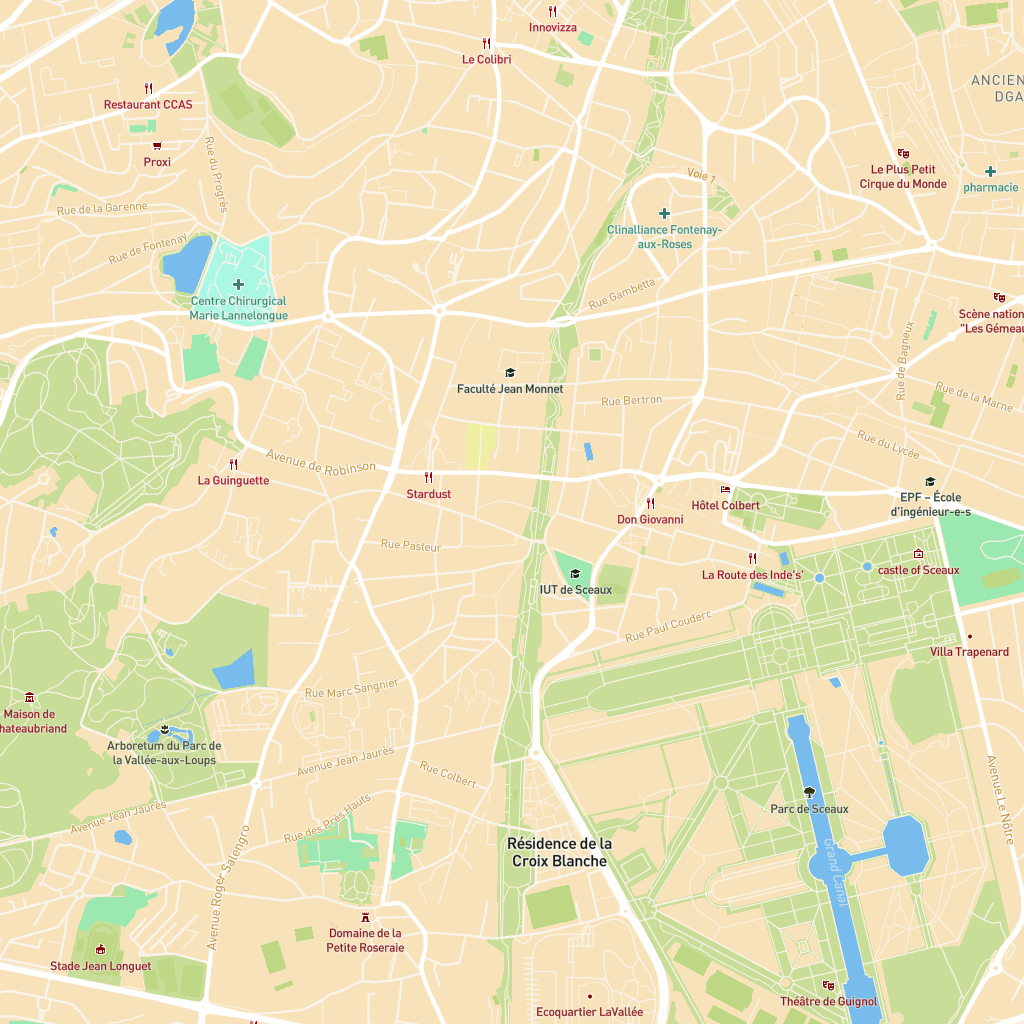 Innovizza
Le Colibri
ANCIEN
DGA
Restaurant CCAS
Proxi
Rue du Progrès
Le Plus Petit
Cirque du Monde
pharmacie
Voie 1
Rue de la Garenne
Clinalliance Fontenay-
aux-Roses
Rue de Fontenay
Centre Chirurgical
Marie Lannelongue
Rue Gambetta
Scène nation
"Les Gémeau
Rue de Bagneux
Faculté Jean Monnet
Rue Bertron
Rue de la Marne
Rue du Lycée
Avenue de Robinson
La Guinguette
Stardust
Don Giovanni
Hôtel Colbert
EPF – École
d'ingénieur-e-s
Rue Pasteur
IUT de Sceaux
La Route des Inde's'
castle of Sceaux
Rue Paul Couderc
Villa Trapenard
Rue Marc Sangnier
Maison de
hateaubriand
Arboretum du Parc de
la Vallée-aux-Loups
Avenue Jean Jaurès
Rue Colbert
Avenue Le Nôtre
Parc de Sceaux
Avenue Jean Jaurès
Rue des Prés Hauts
Résidence de la
Croix Blanche
Grand Canal
Avenue Roger Salengro
Domaine de la
Petite Roseraie
Stade Jean Longuet
Théâtre de Guignol
Ecoquartier LaVallée